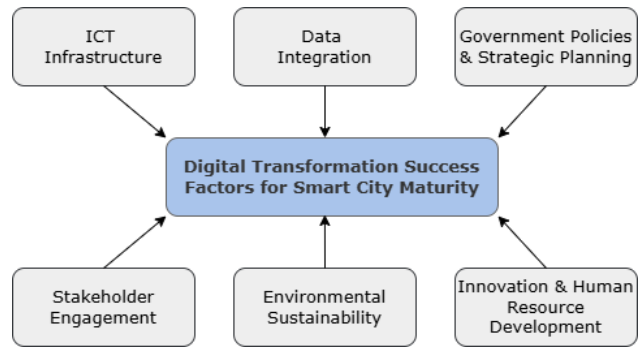 ICT
Infrastructure
Data
Integration
Government Policies
& Strategic Planning
Digital Transformation Success
Factors for Smart City Maturity
Stakeholder
Engagement
Environmental
Sustainability
Innovation & Human
Resource
Development